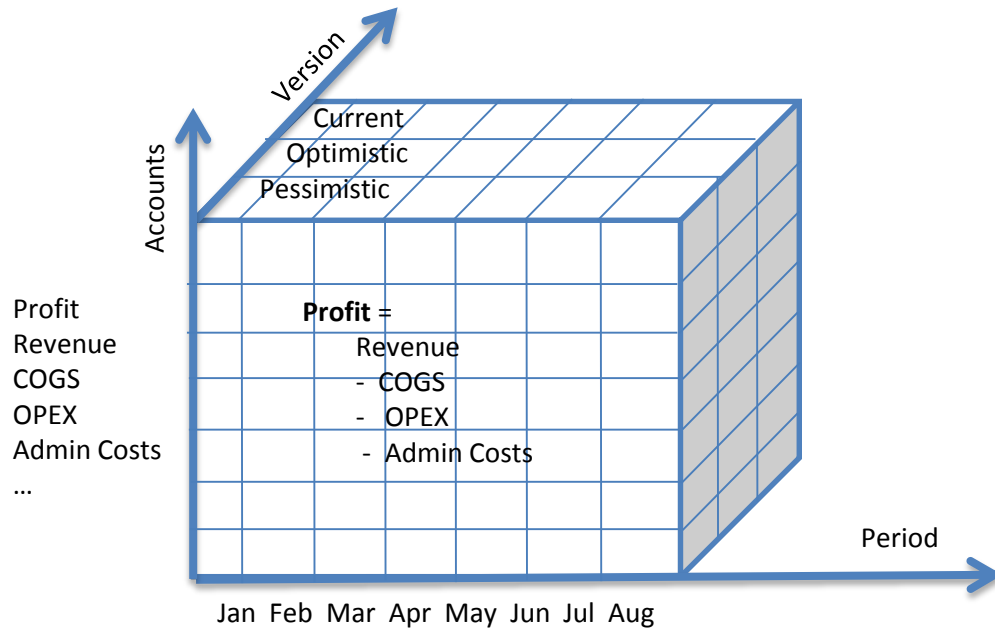 Version
Current
Optimistic
Pessimistic
Accounts
Profit
Revenue
COGS
OPEX
Admin Costs
…
Profit =
Revenue
- COGS
- OPEX
- Admin Costs
Period
Jan Feb Mar Apr May Jun Jul Aug